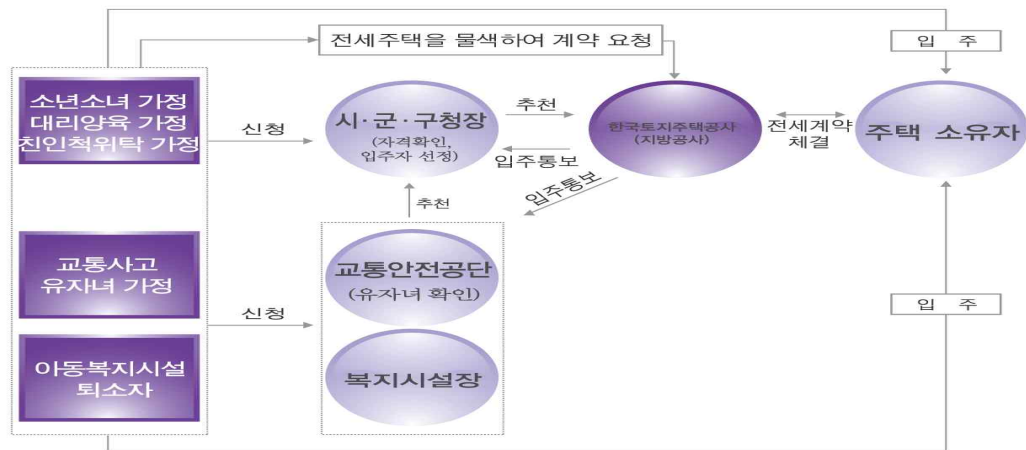 입 주
전세주택을 물색하여 계약 요청
소년소녀 가정
대리양육 가정
친인척위탁 가정
신청
시·군·구청장
(자격확인,
입주자 선정)
추천
입주통보
한국토지주택공사
(지방공사)
전세계약
체결
주택 소유자
입주통보
추천
교통사고
유자녀 가정
아동복지시설
퇴소자
신청
교통안전공단
(유자녀 확인)
복지시설장
입 주